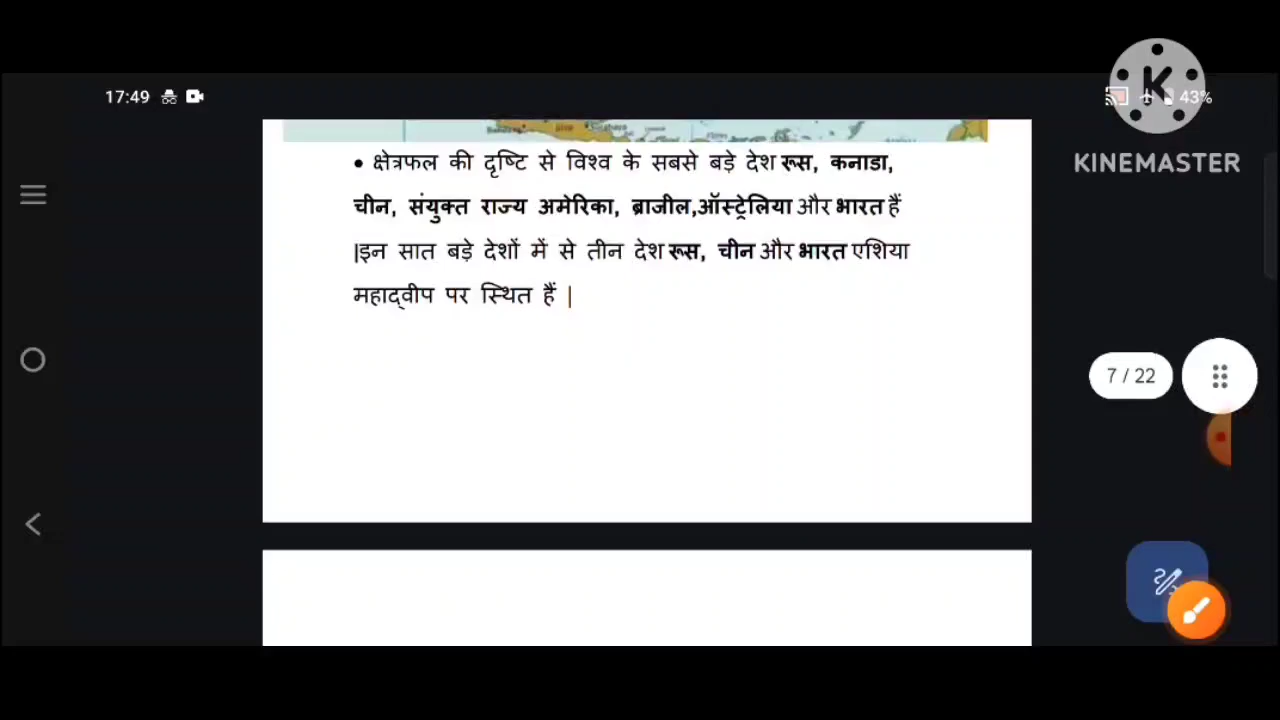 17:49
43%
KINEMASTER
• क्षेत्रफल की दृष्टि से विश्व के सबसे बड़े देश रूस, कनाडा,
चीन, संयुक्त राज्य अमेरिका, ब्राजील,ऑस्ट्रेलिया और भारत हैं
|इन सात बड़े देशों में से तीन देश रूस, चीन और भारत एशिया
महाद्वीप पर स्थित हैं |
7 / 22